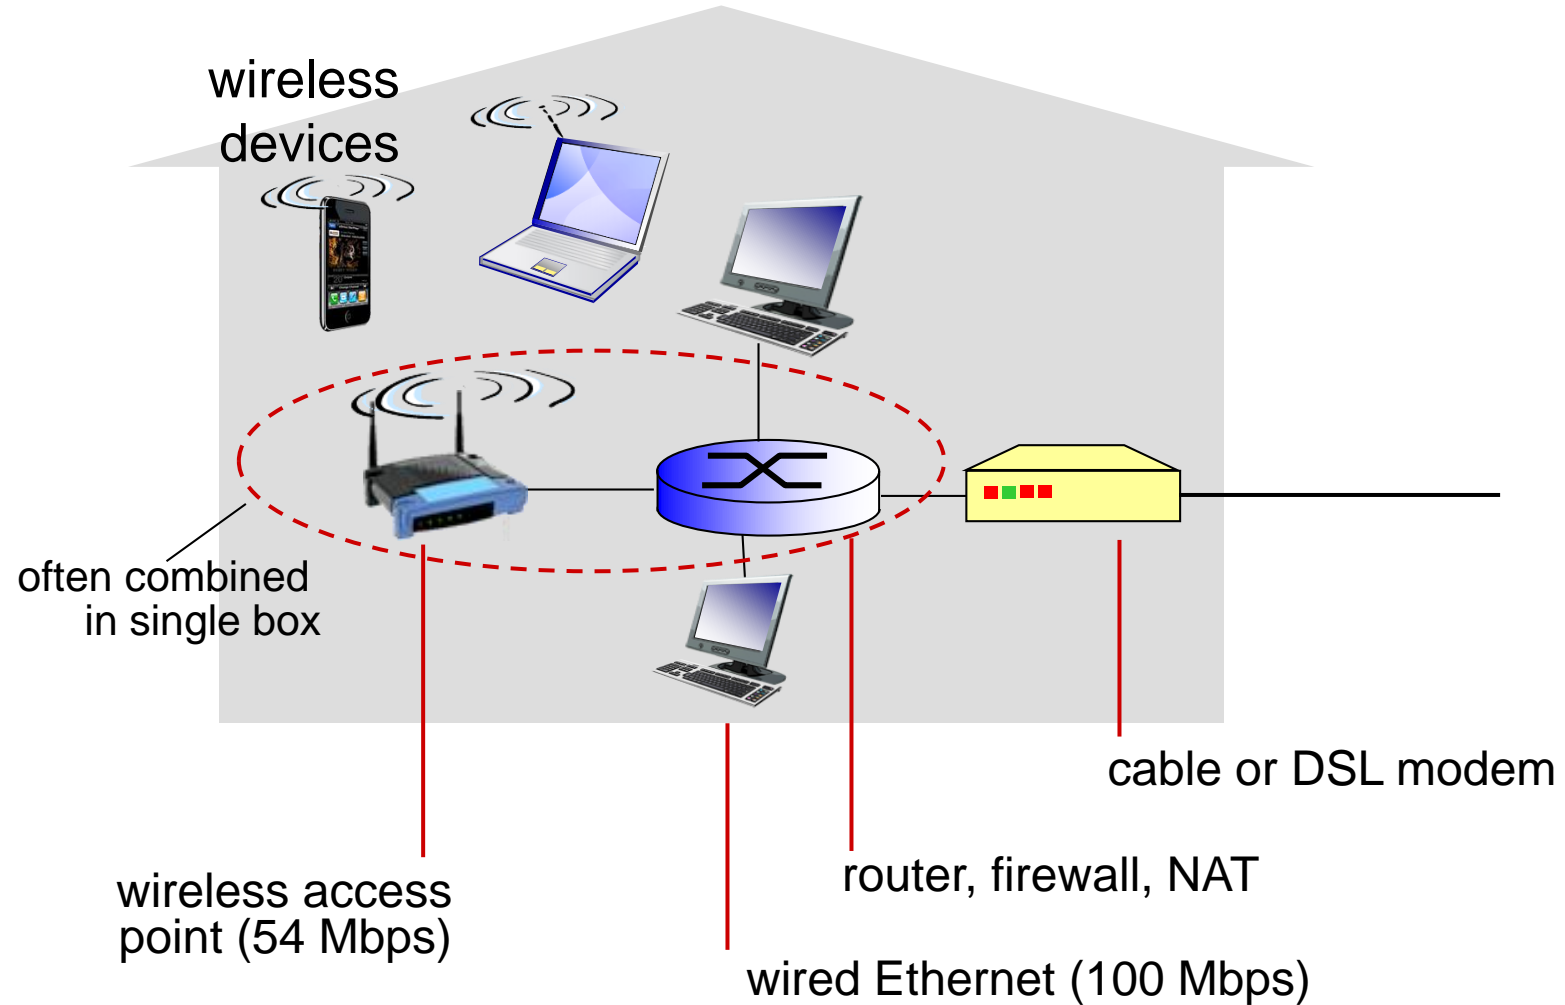 wireless
devices
often combined
in single box
cable or DSL modem
router, firewall, NAT
wireless access
point (54 Mbps)
wired Ethernet (100 Mbps)